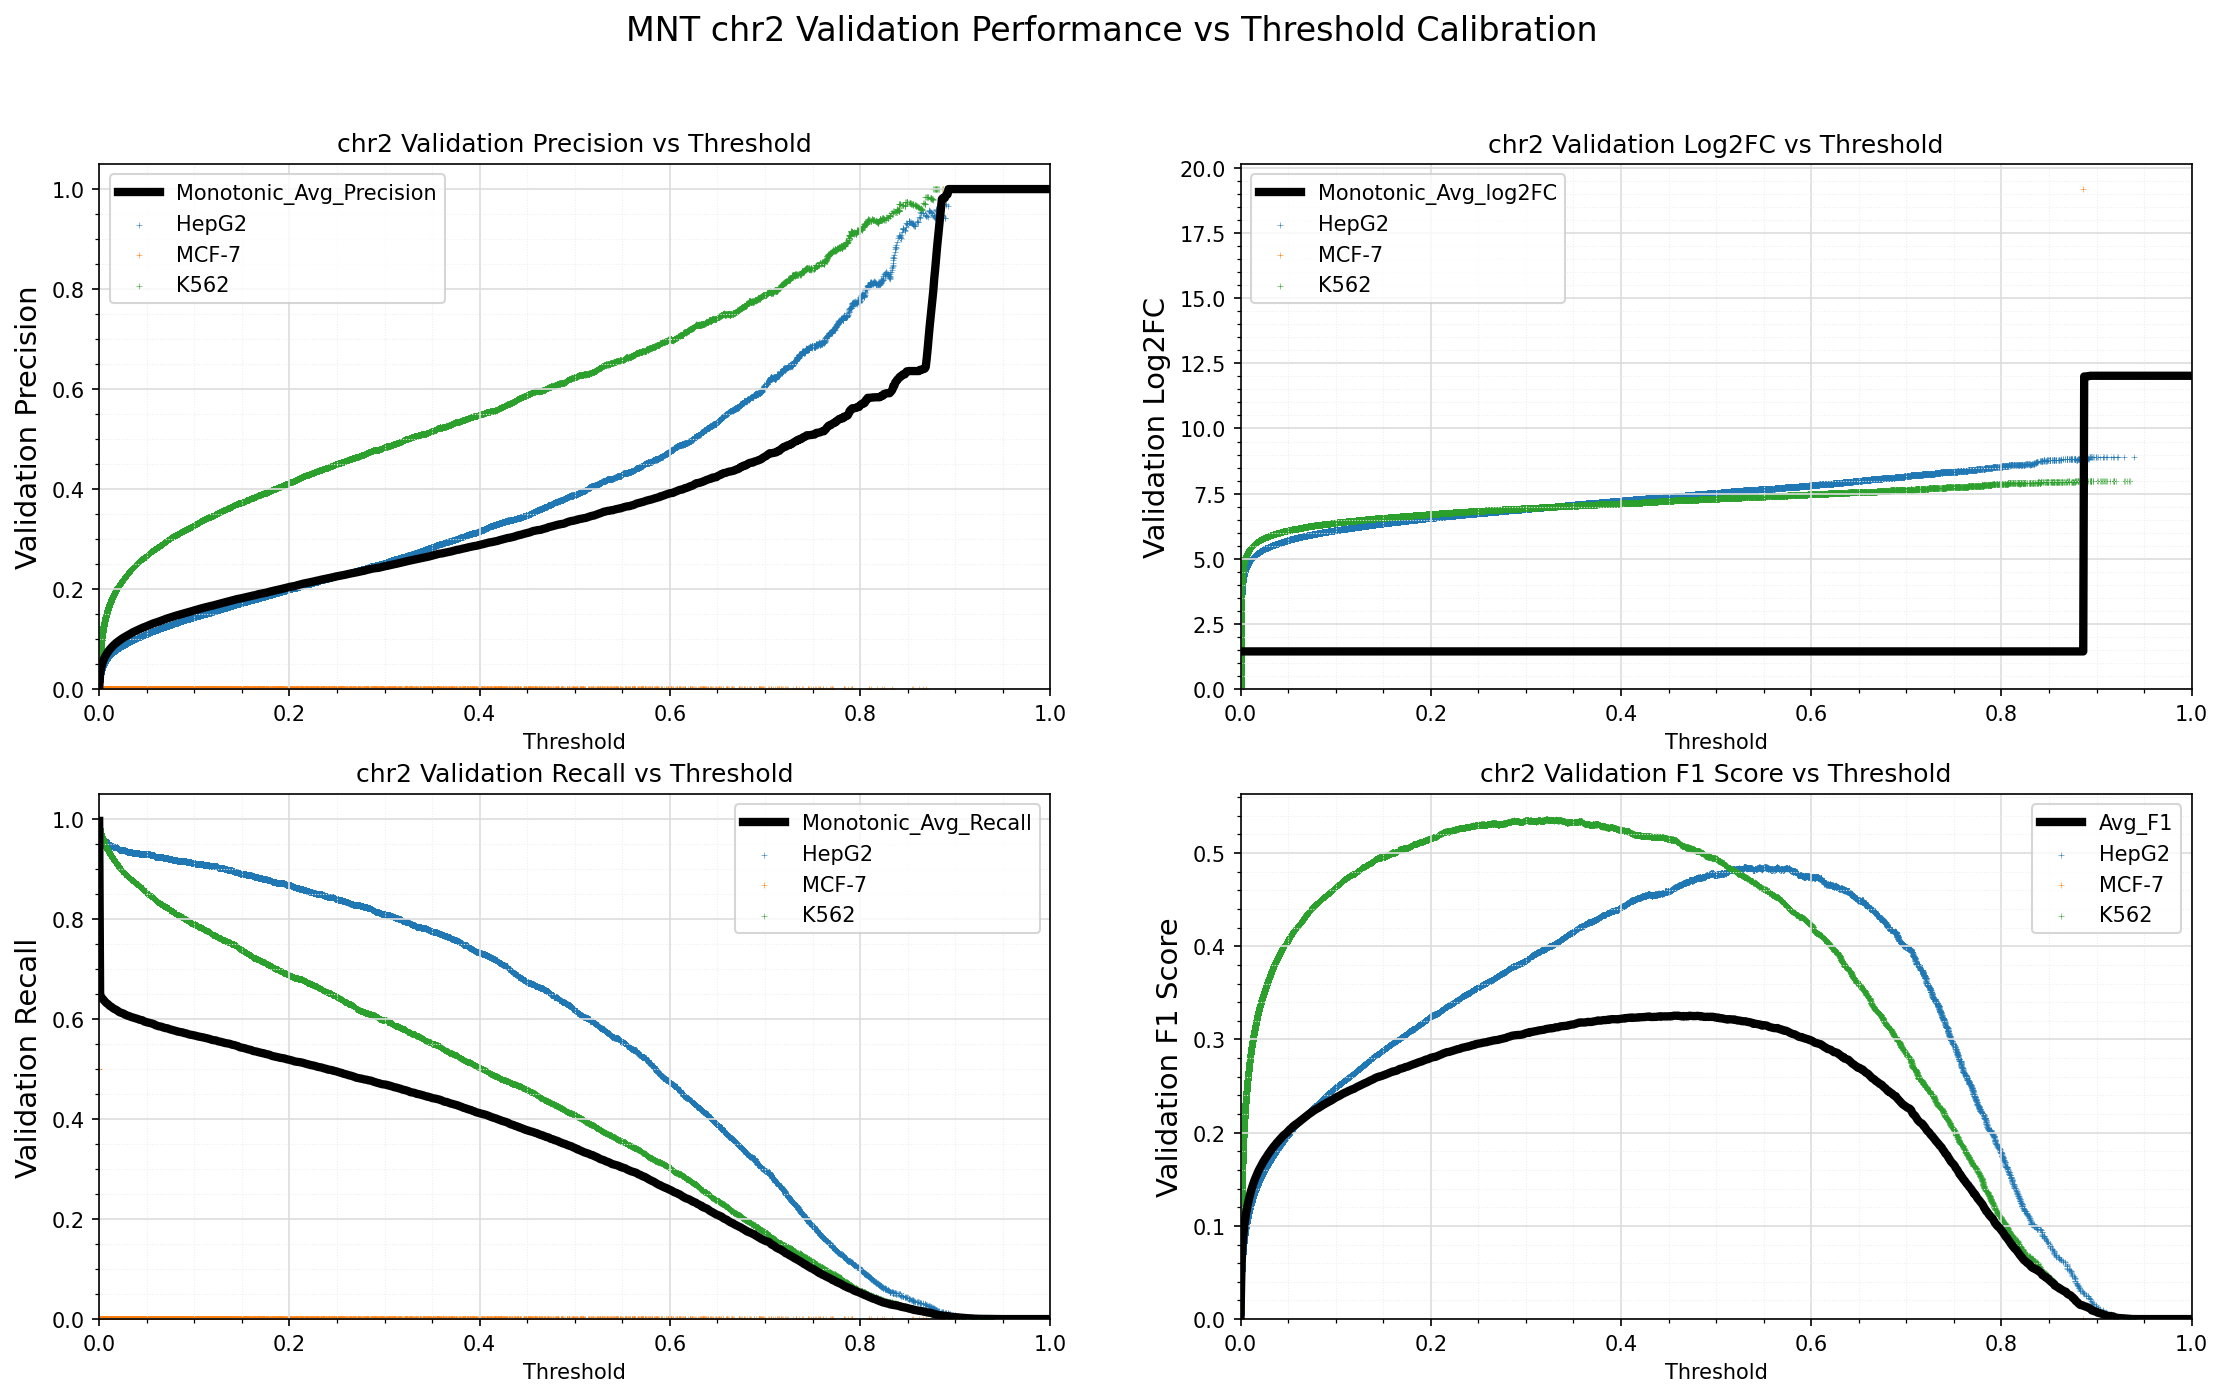 MNT chr2 Validation Performance vs Threshold Calibration
chr2 Validation Precision vs Threshold
Validation Precision
1.0
0.8
0.6
0.4
0.2
0.0
Monotonic_Avg_Precision
HepG2
MCF-7
K562
0.0 0.2 0.4 0.6 0.8 1.0
Threshold
chr2 Validation Log2FC vs Threshold
Validation Log2FC
20.0
17.5
15.0
12.5
10.0
7.5
5.0
2.5
0.0
Monotonic_Avg_log2FC
HepG2
MCF-7
K562
0.0 0.2 0.4 0.6 0.8 1.0
Threshold
chr2 Validation Recall vs Threshold
Validation Recall
1.0
0.8
0.6
0.4
0.2
0.0
Monotonic_Avg_Recall
HepG2
MCF-7
K562
0.0 0.2 0.4 0.6 0.8 1.0
Threshold
chr2 Validation F1 Score vs Threshold
Validation F1 Score
0.5
0.4
0.3
0.2
0.1
0.0
Avg_F1
HepG2
MCF-7
K562
0.0 0.2 0.4 0.6 0.8 1.0
Threshold